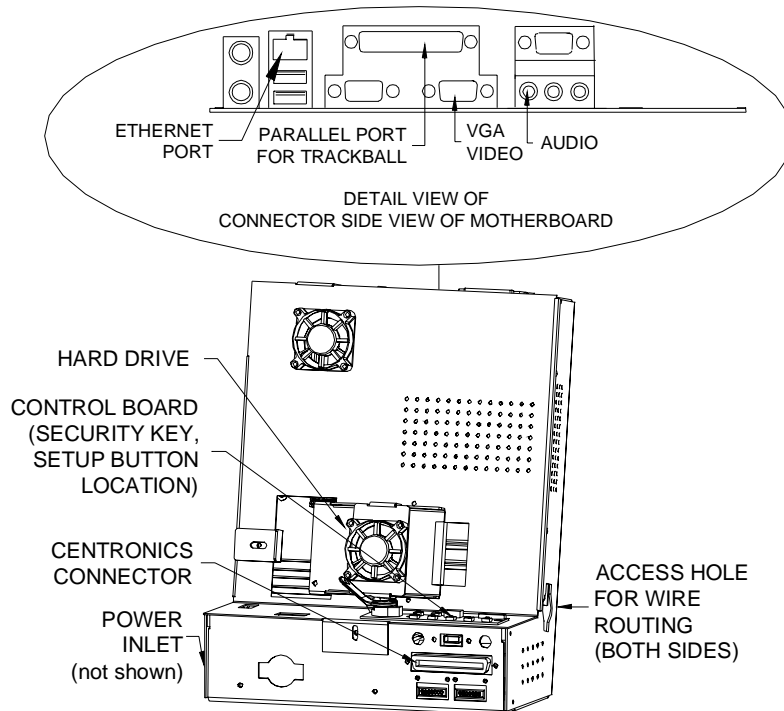 ETHERNET
PORT
PARALLEL PORT
FOR TRACKBALL
VGA
VIDEO
AUDIO
DETAIL VIEW OF
CONNECTOR SIDE VIEW OF MOTHERBOARD
HARD DRIVE
CONTROL BOARD
(SECURITY KEY,
SETUP BUTTON
LOCATION)
CENTRONICS
CONNECTOR
POWER
INLET
(not shown)
ACCESS HOLE
FOR WIRE
ROUTING
(BOTH SIDES)